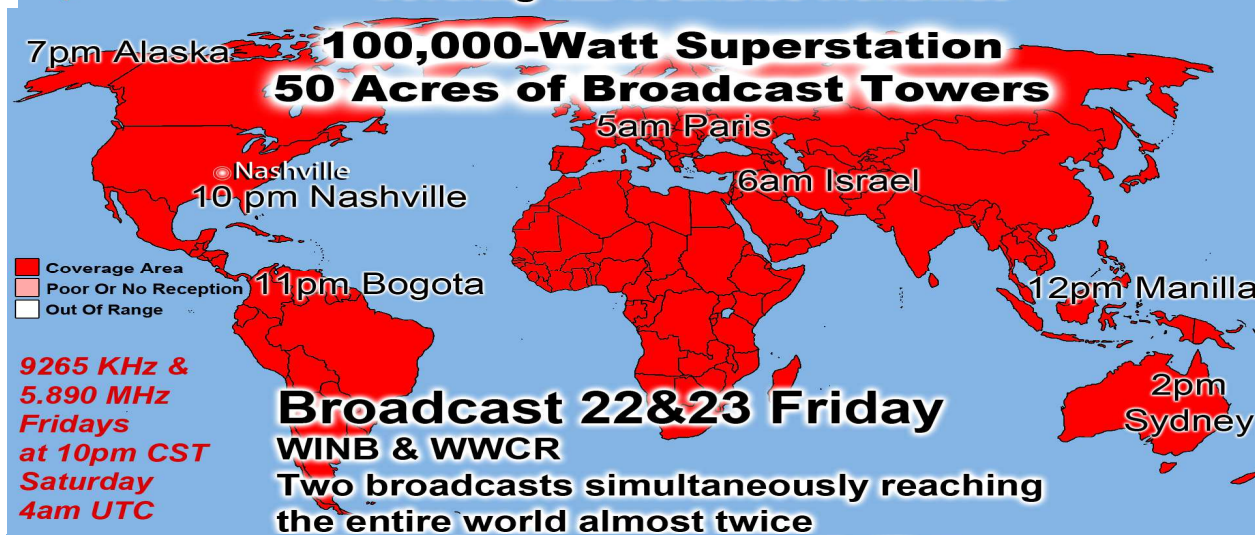 100,000-Watt Superstation
50 Acres of Broadcast Towers
7pm Alaska
5am Paris
6am Israel
Nashville
10 pm Nashville
Coverage Area
Poor Or No Reception
Out Of Range
11pm Bogota
12pm Manilla
2pm
Sydney
9265 KHz &
5.890 MHz
Fridays
at 10pm CST
Saturday
4am UTC
Broadcast 22&23 Friday
WINB & WWCR
Two broadcasts simultaneously reaching
the entire world almost twice